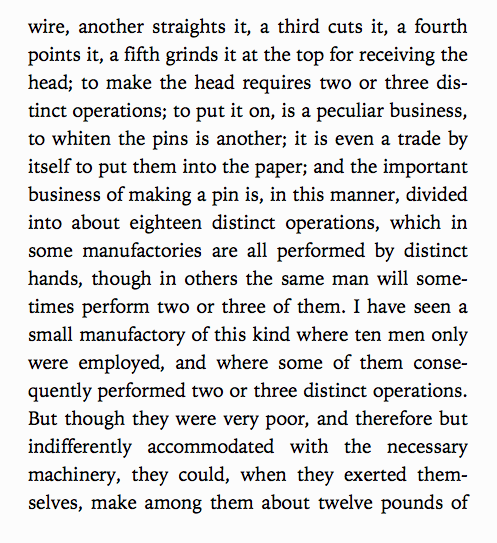 wire, another straights it, a third cuts it, a fourth
points it, a fifth grinds it at the top for receiving the
head; to make the head requires two or three dis-
tinct operations; to put it on, is a peculiar business,
to whiten the pins is another; it is even a trade by
itself to put them into the paper; and the important
business of making a pin is, in this manner, divided
into about eighteen distinct operations, which in
some manufactories are all performed by distinct
hands, though in others the same man will some-
times perform two or three of them. I have seen a
small manufactory of this kind where ten men only
were employed, and where some of them conse-
quently performed two or three distinct operations.
But though they were very poor, and therefore but
indifferently accommodated with the necessary
machinery, they could, when they exerted them-
selves, make among them about twelve pounds of